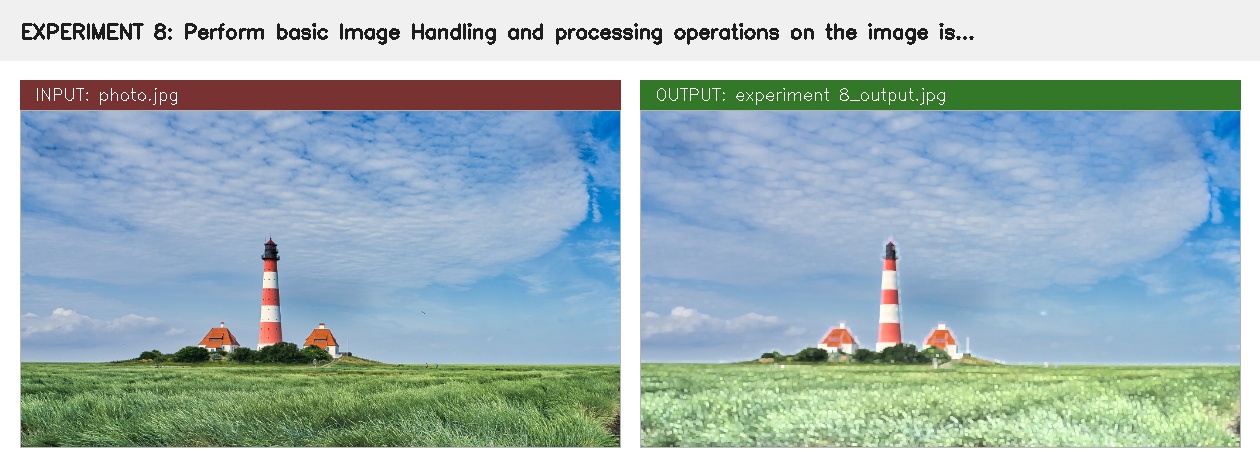 EXPERIMENT 8: Perform basic Image Handling and processing operations on the image is...
INPUT: photo.jpg
OUTPUT: experiment 8_output.jpg